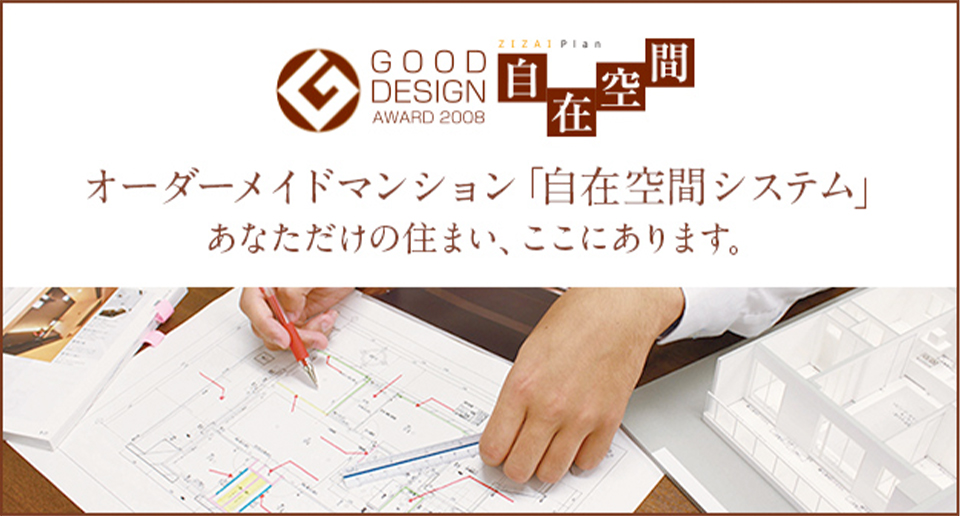 GOOD
DESIGN
AWARD 2008
ZIZAI Plan
自在空間
オーダーメイドマンション「自在空間システム」
あなただけの住まい、ここにあります。